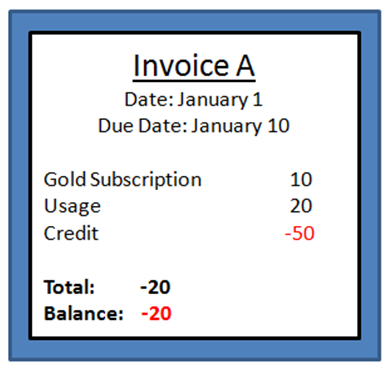 Invoice A
Date: January 1
Due Date: January 10
Gold Subscription 10
Usage 20
Credit -50
Total: -20
Balance: -20